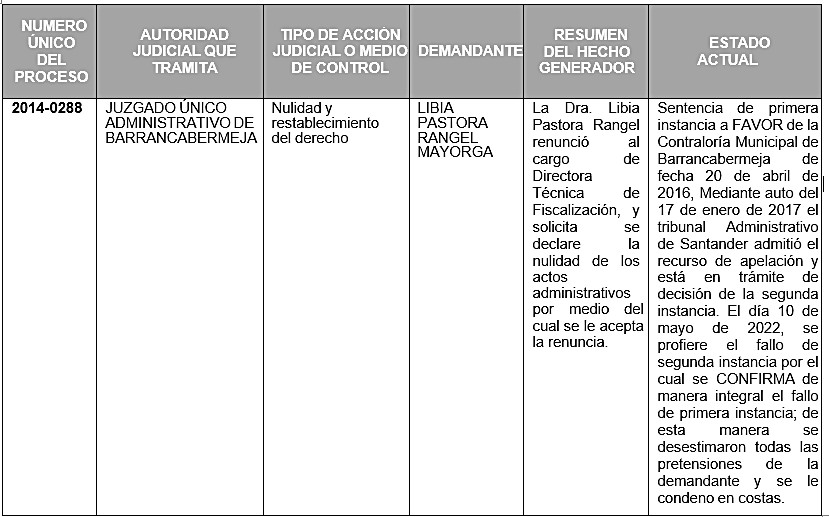 NUMERO
ÚNICO
DEL
PROCESO
AUTORIDAD
JUDICIAL QUE
TRAMITA
TIPO DE ACCIÓN
JUDICIAL O MEDIO
DE CONTROL
DEMANDANTE
RESUMEN
DEL HECHO
GENERADOR
ESTADO
ACTUAL
2014-0288
JUZGADO ÚNICO
ADMINISTRATIVO DE
BARRANCABERMEJA
Nulidad y
restablecimiento
del derecho
LIBIA
PASTORA
RANGEL
MAYORGA
La Dra. Libia
Pastora Rangel
renunció al
cargo de
Directora
Técnica de
Fiscalización, y
solicita se
declare la
nulidad de los
actos
administrativos
por medio del
cual se le acepta
la renuncia.
Sentencia de primera
instancia a FAVOR de la
Contraloría Municipal de
Barrancabermeja de
fecha 20 de abril de
2016, Mediante auto del
17 de enero de 2017 el
tribunal Administrativo
de Santander admitió el
recurso de apelación y
está en trámite de
decisión de la segunda
instancia. El día 10 de
mayo de 2022, se
profiere el fallo de
segunda instancia por el
cual se CONFIRMA de
manera integral el fallo
de primera instancia; de
esta manera se
desestimaron todas las
pretensiones de la
demandante y se le
condeno en costas.